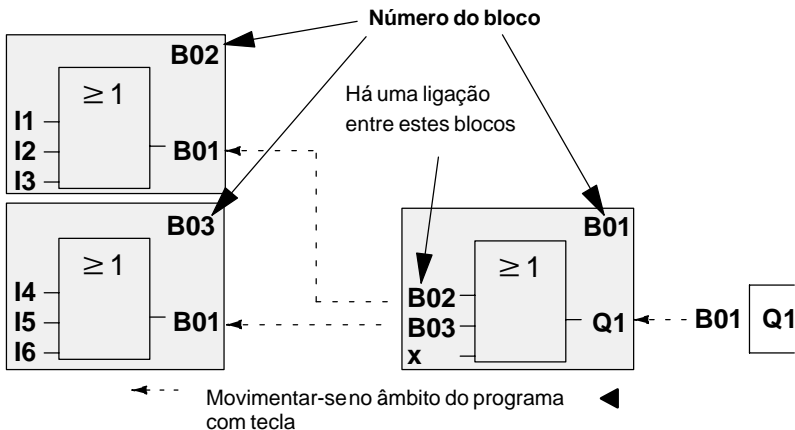 Número do bloco
B02
≥ 1
I1
I2
I3
B01
Há uma ligação
entre estes blocos
B03
≥ 1
I4
I5
I6
B01
B01
≥ 1
B02
B03
x
Q1
B01
Q1
Movimentar-se no âmbito do programa
com tecla